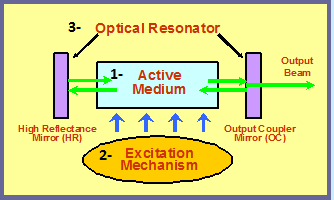 3- Optical Resonator
Output
Beam
1- Active
Medium
High Reflectance
Mirror (HR)
Output Coupler
Mirror (OC)
2- Excitation
Mechanism